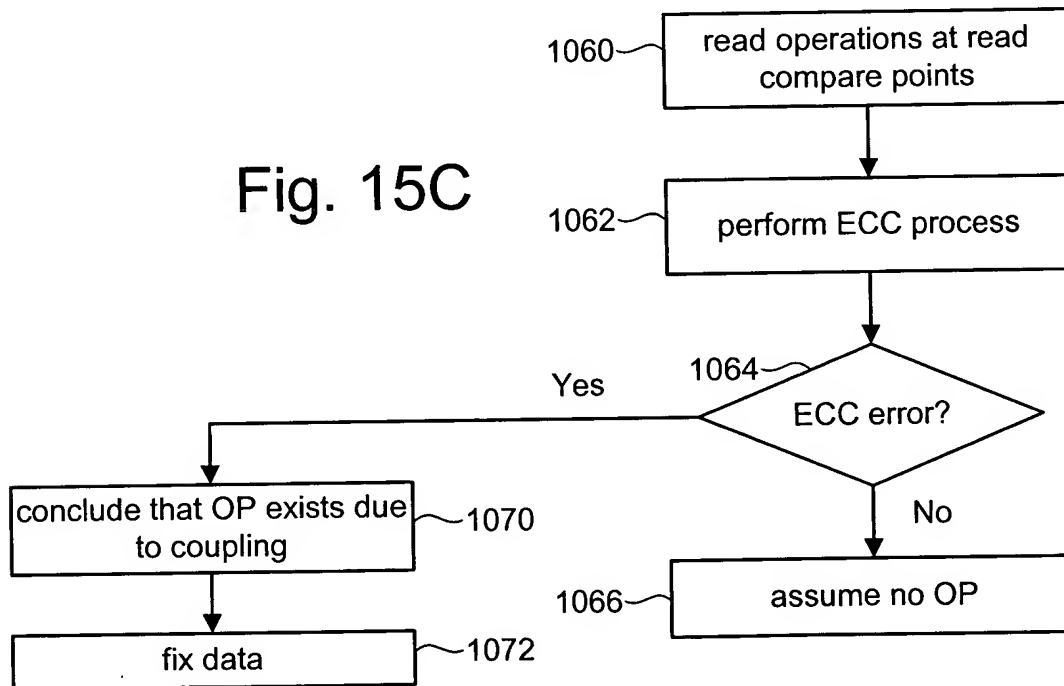 1060
read operations at read
compare points
Fig. 15C
1062
perform ECC process
1064
Yes
ECC error?
conclude that OP exists due
to coupling
1070
No
1066
assume no OP
fix data
1072